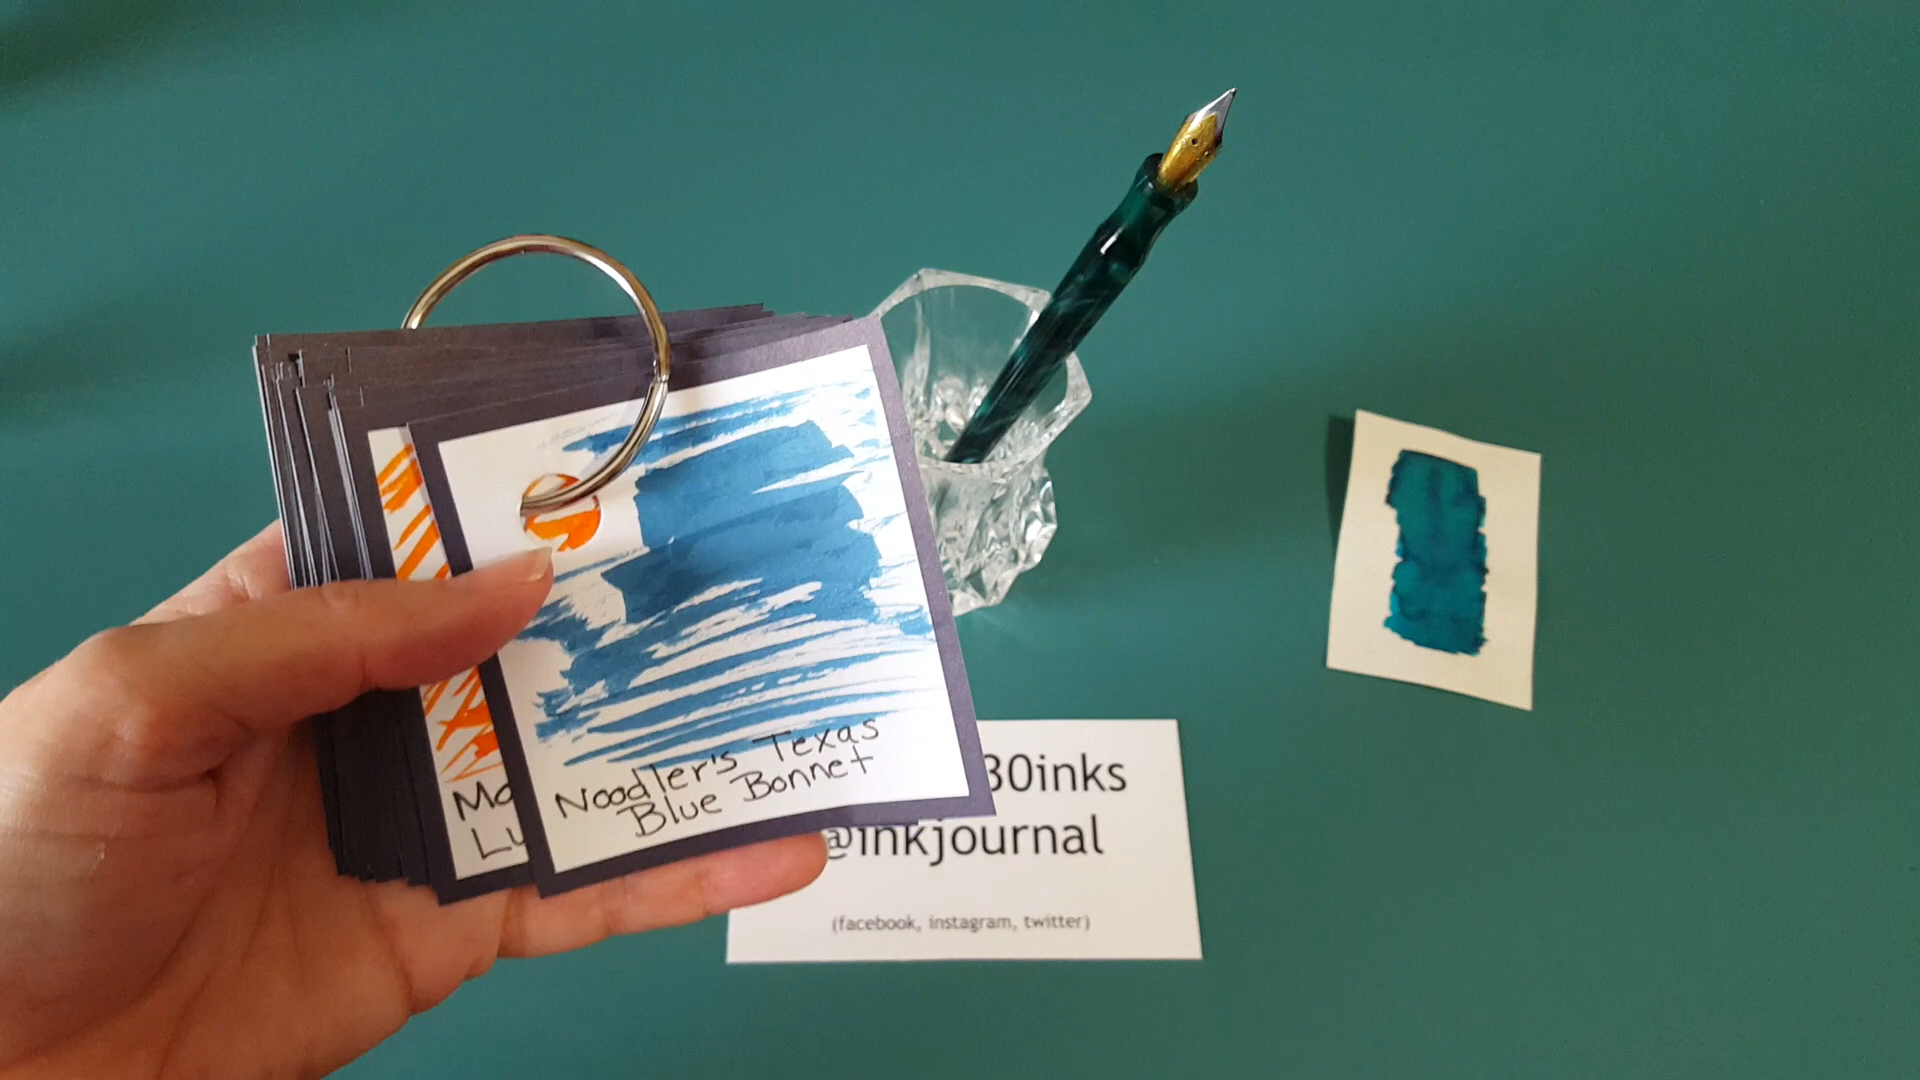 Noodler's Texas
Blue Bonnet
30inks
@inkjournal
(facebook, instagram, twitter)